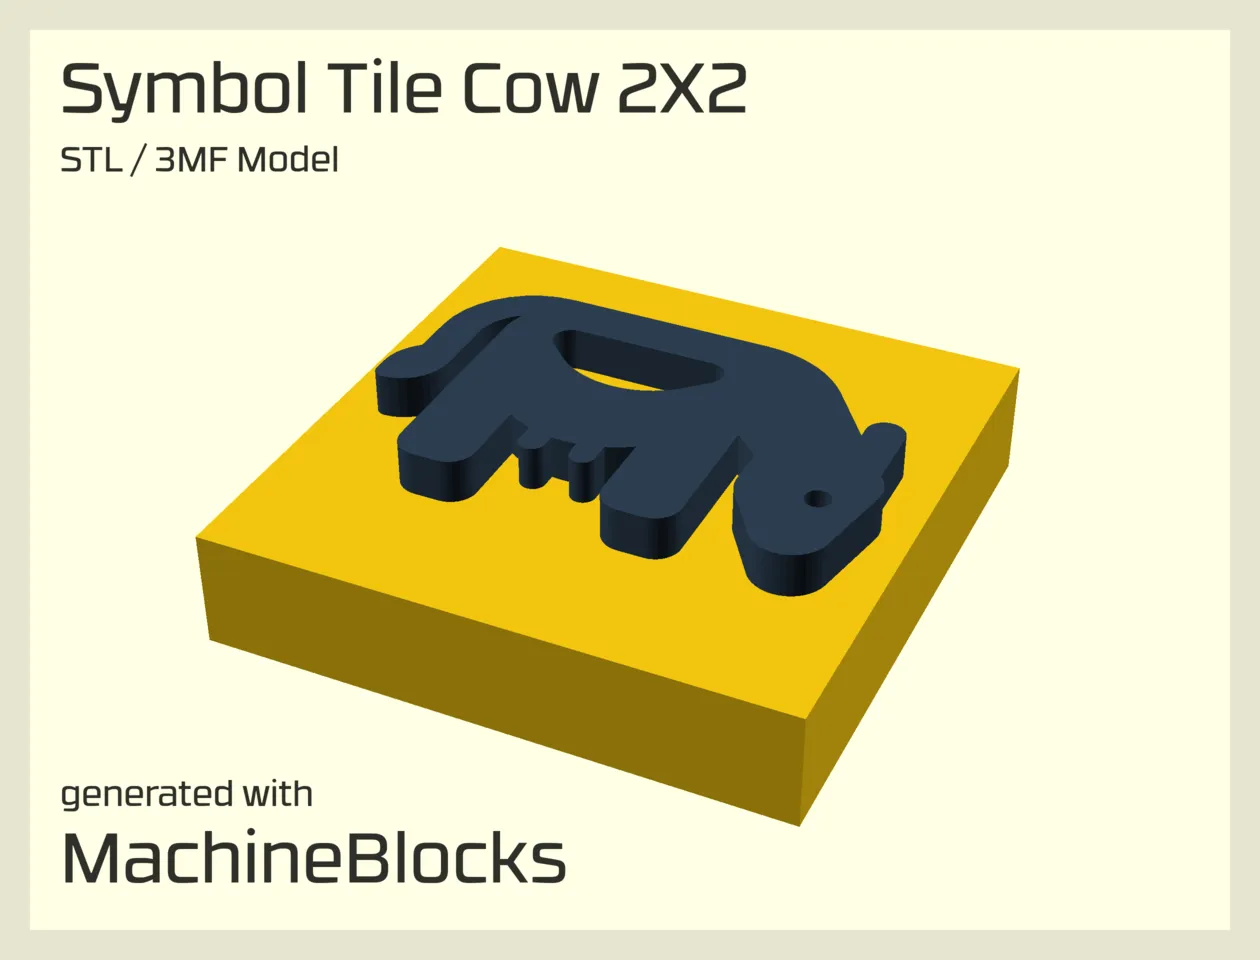 Symbol Tile Cow 2X2
STL / 3MF Model
generated with
MachineBlocks